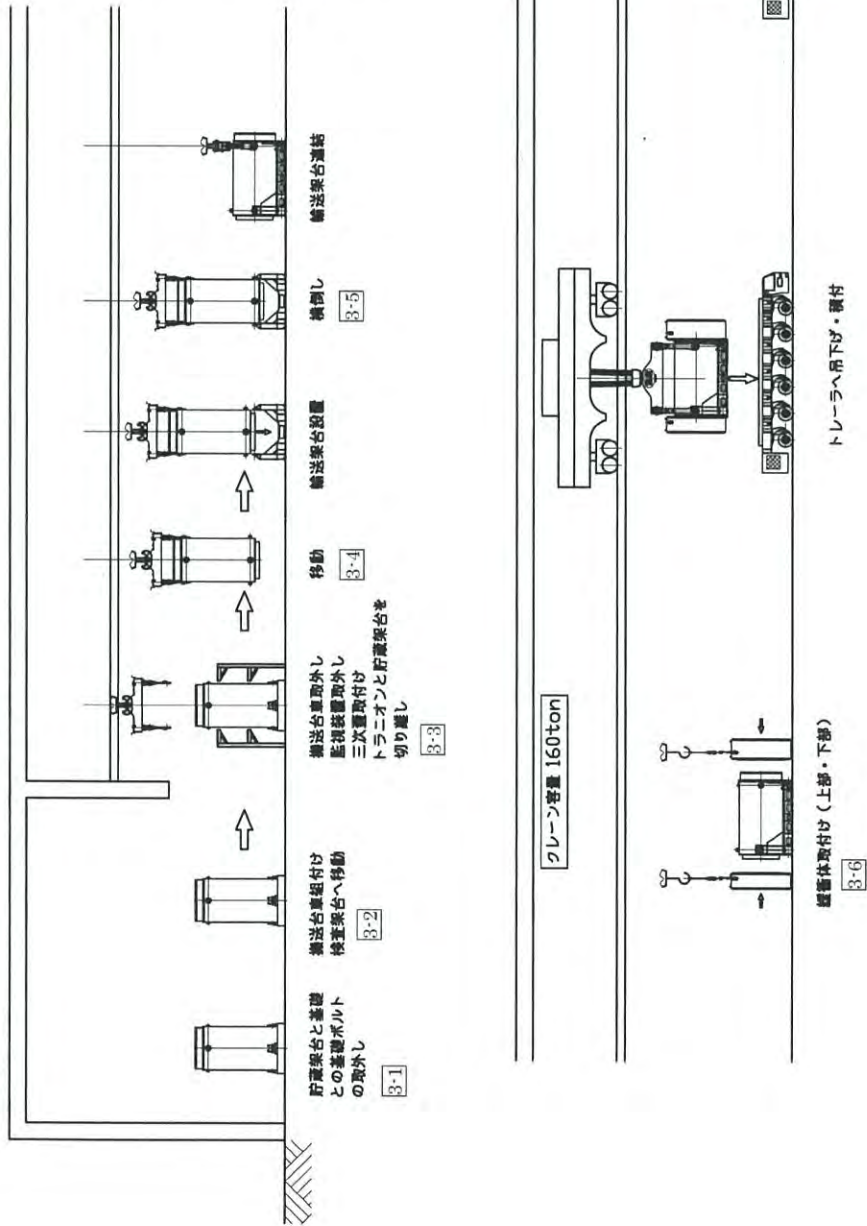 貯蔵架台と基礎
との基礎ボルト
の取外し
3-1
搬送台車組付け
検査架台へ移動
3-2
搬送台車取外し
監視装置取外し
三次蓋取付け
トラニオンと貯蔵架台を
切り離し
3-3
移動
3-4
輸送架台設置
横倒し
3-5
輸送架台連結
クレーン容量 160ton
緩衝体取付け（上部・下部）
3-6
トレーラへ吊下げ・積付